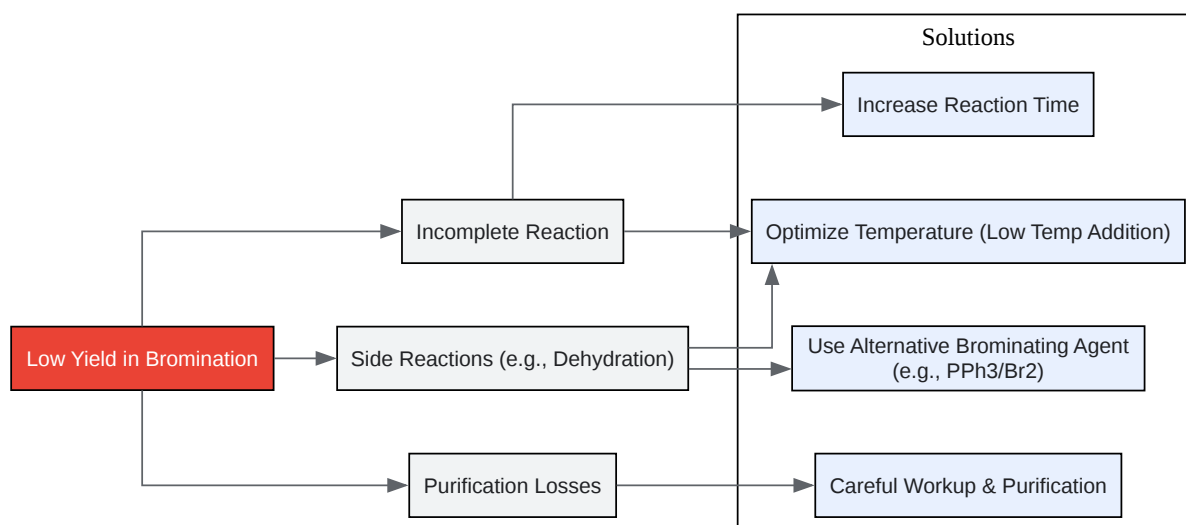 Solutions
Increase Reaction Time
Incomplete Reaction
Optimize Temperature (Low Temp Addition)
Low Yield in Bromination
Side Reactions (e.g., Dehydration)
Use Alternative Brominating Agent
(e.g., PPh3/Br2)
Purification Losses
Careful Workup & Purification